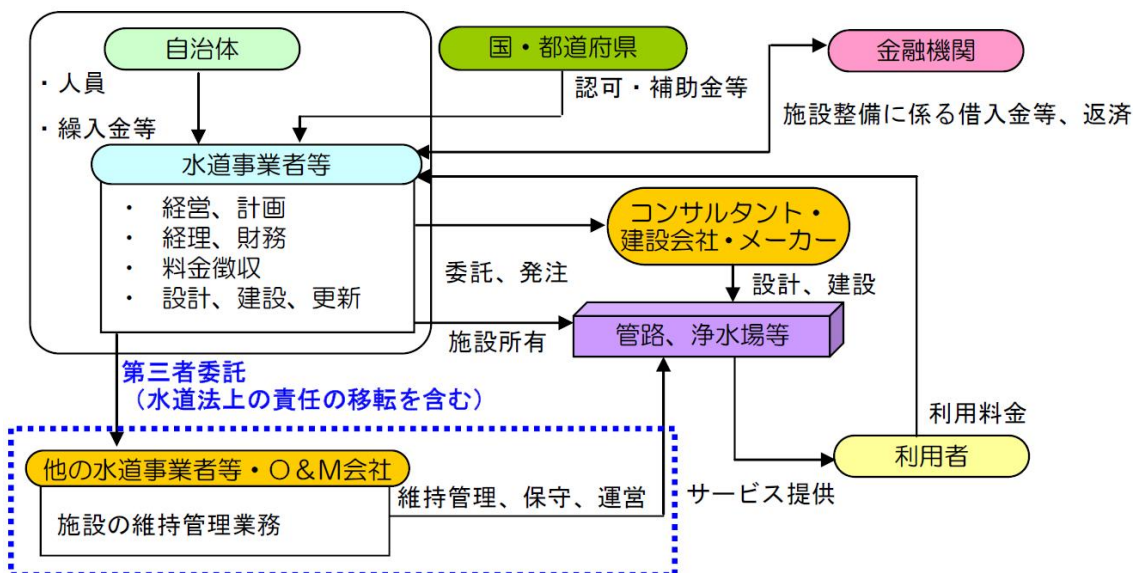 自治体
国・都道府県
金融機関
・人員
・繰入金等
認可・補助金等
施設整備に係る借入金等、返済
水道事業者等
・ 経営、計画
・ 経理、財務
・ 料金徴収
・ 設計、建設、更新
コンサルタント・
建設会社・メーカー
委託、発注
設計、建設
施設所有
管路、浄水場等
第三者委託
（水道法上の責任の移転を含む）
利用料金
他の水道事業者等・O＆M会社
利用者
維持管理、保守、運営
サービス提供
施設の維持管理業務